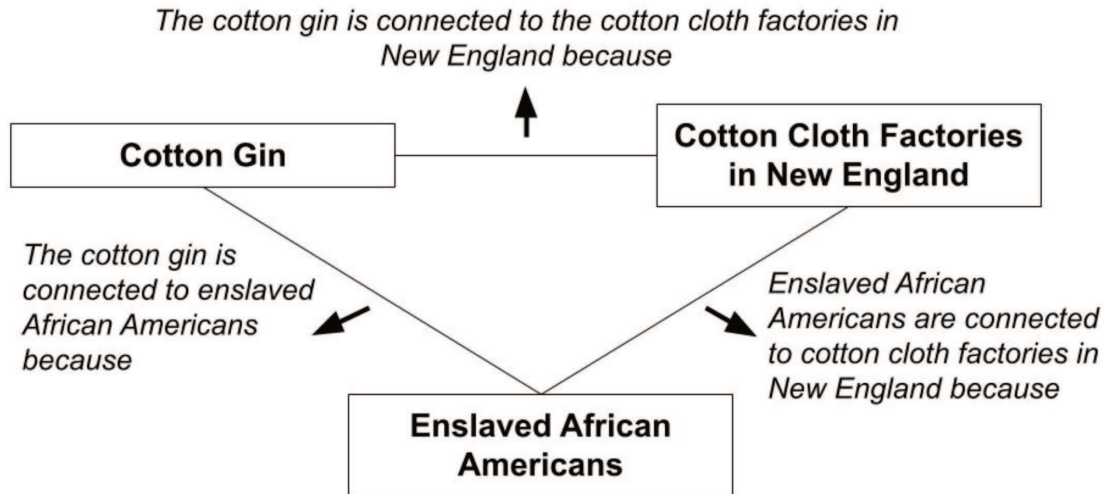 The cotton gin is connected to the cotton cloth factories in
New England because
Cotton Gin
Cotton Cloth Factories
in New England
The cotton gin is
connected to enslaved
African Americans
because
Enslaved African
Americans are connected
to cotton cloth factories in
New England because
Enslaved African
Americans